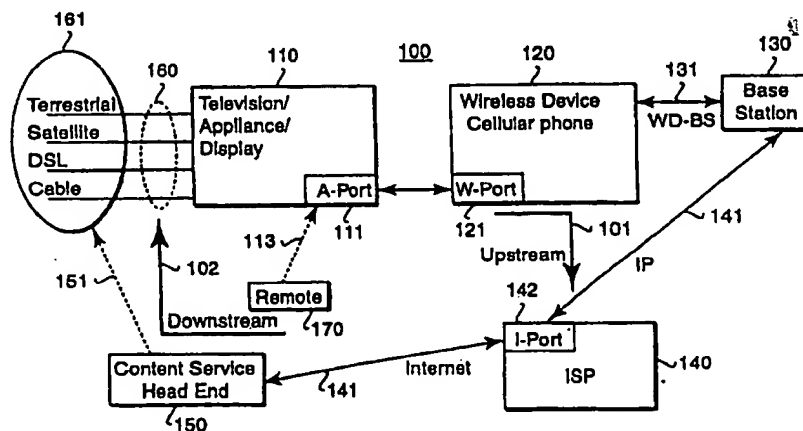 161
110
100
120
130
160
131
Terrestrial
Satellite
DSL
Cable
Television/
Appliance/
Display
Wireless Device
Cellular phone
Base
Station
WD-BS
A-Port
W-Port
111
121
113
101
141
151
102
Upstream
IP
Remote
142
Downstream
170
I-Port
Internet
ISP
140
Content Service
Head End
141
150